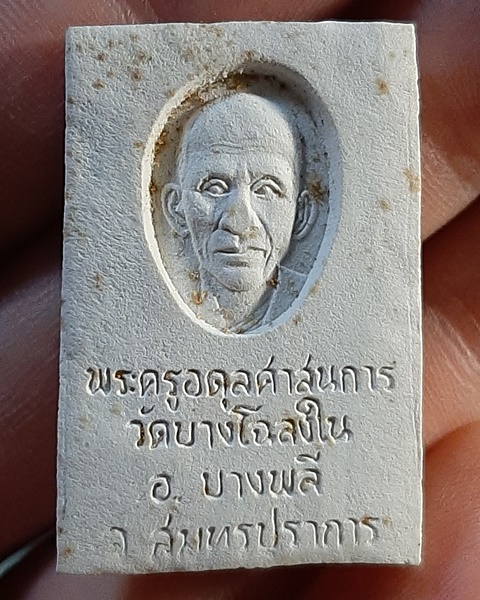 พระครูอดุลศาสนการ
วัดบางโฉลงใน
อ. บางพลี
จ สมุทรปราการ